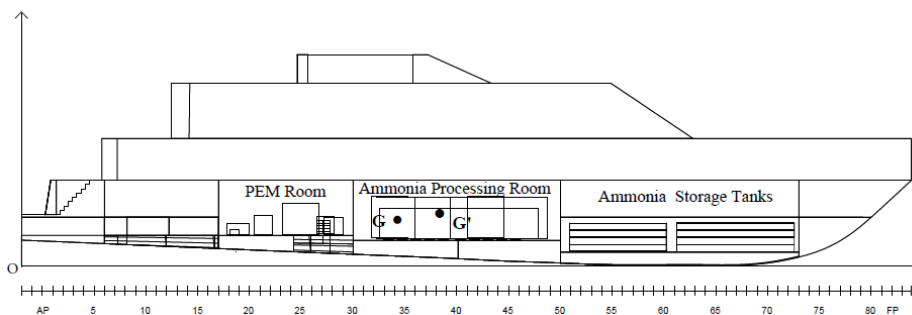 PEM Room
Ammonia Processing Room
Ammonia Storage Tanks
G
G'
O
AP 5 10 15 20 25 30 35 40 45 50 55 60 65 70 75 80 FP